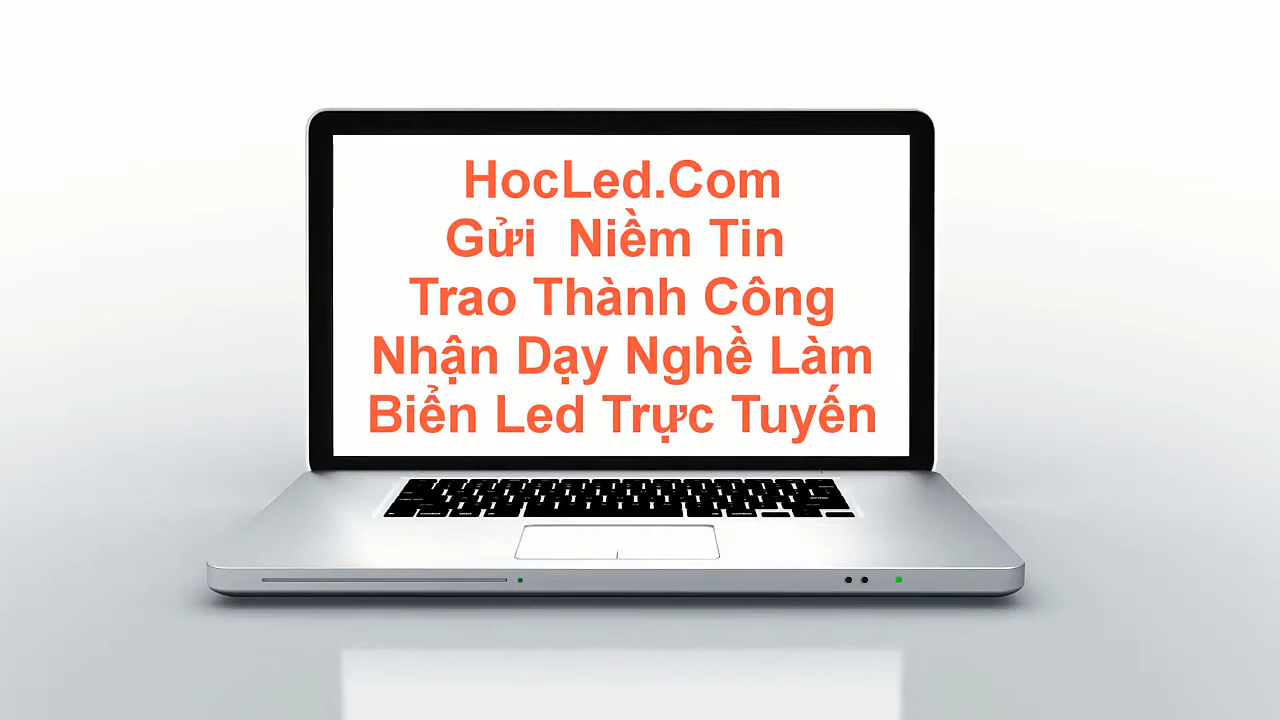 HocLed.Com
Gửi Niềm Tin
Trao Thành Công
Nhận Dạy Nghề Làm
Biển Led Trực Tuyến